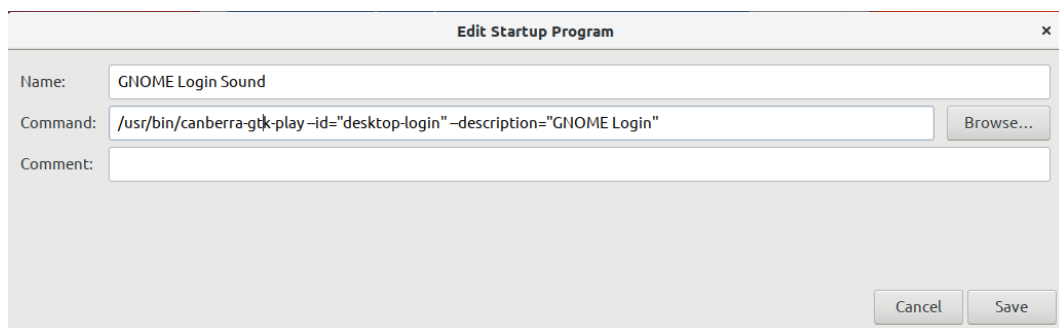 Edit Startup Program ×
Name: GNOME Login Sound
Command: /usr/bin/canberra-gtk-play --id="desktop-login" --description="GNOME Login" Browse...
Comment:
Cancel Save